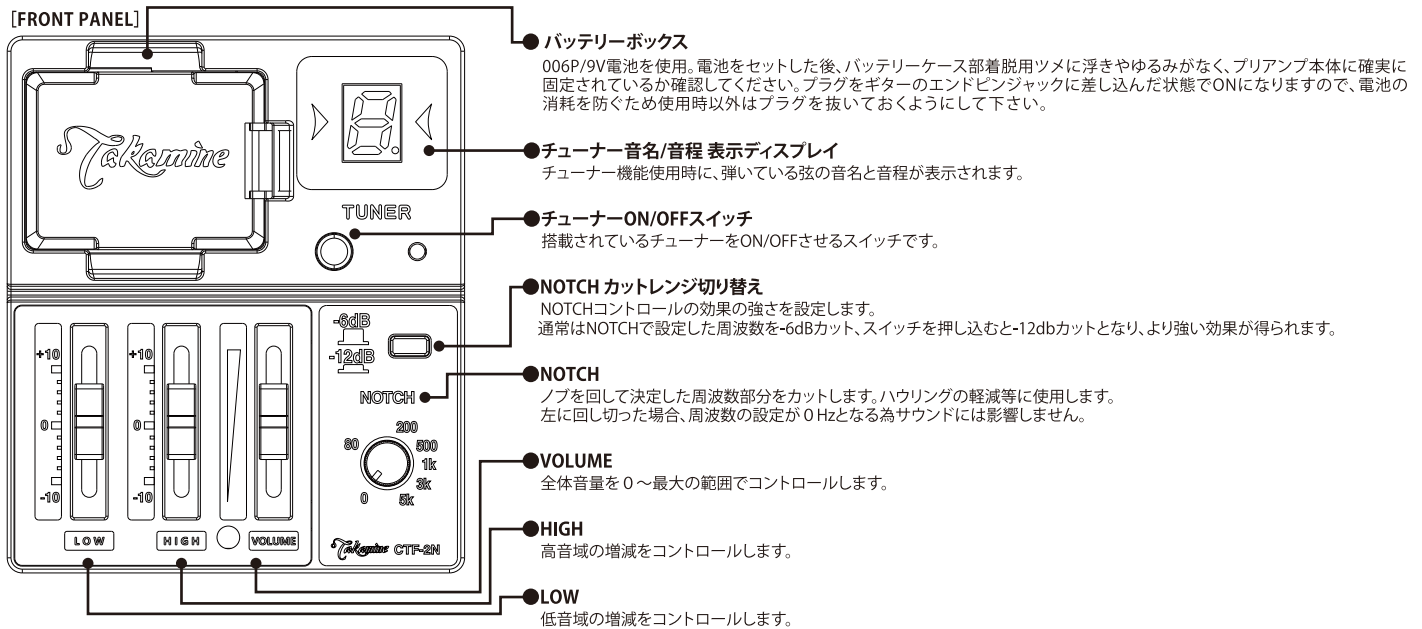 [FRONT PANEL]
Takamine
TUNER
-6dB
-12dB
NOTCH
200
80
500
1k
3k
0
5k
+10
+10
0
0
-10
-10
LOW
HIGH
VOLUME
Takamine CTF-2N
●バッテリーボックス
006P/9V電池を使用。電池をセットした後、バッテリーケース部着脱用ツメに浮きやゆるみがなく、プリアンプ本体に確実に
固定されているか確認してください。プラグをギターのエンドピンジャックに差し込んだ状態でONになりますので、電池の
消耗を防ぐため使用時以外はプラグを抜いておくようにして下さい。
●チューナー音名/音程 表示ディスプレイ
チューナー機能使用時に、弾いている弦の音名と音程が表示されます。
●チューナーON/OFFスイッチ
搭載されているチューナーをON/OFFさせるスイッチです。
●NOTCH カットレンジ切り替え
NOTCHコントロールの効果の強さを設定します。
通常はNOTCHで設定した周波数を-6dBカット、スイッチを押し込むと-12dbカットとなり、より強い効果が得られます。
●NOTCH
ノブを回して決定した周波数部分をカットします。ハウリングの軽減等に使用します。
左に回し切った場合、周波数の設定が０Hzとなる為サウンドには影響しません。
●VOLUME
全体音量を０～最大の範囲でコントロールします。
●HIGH
高音域の増減をコントロールします。
●LOW
低音域の増減をコントロールします。